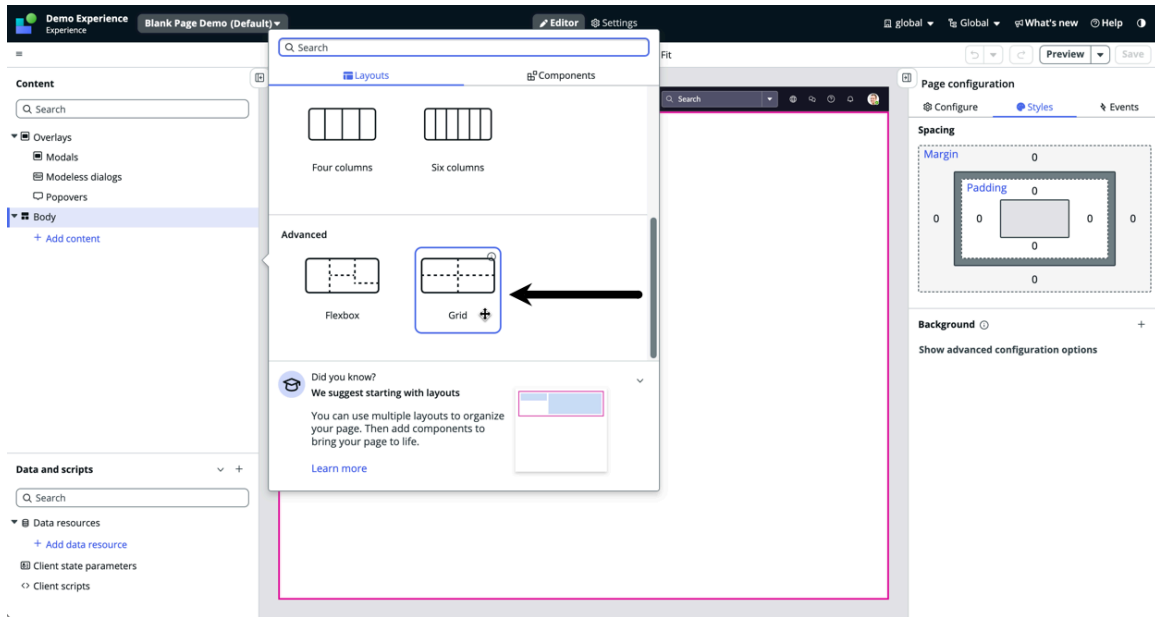 Demo Experience
Experience
Blank Page Demo (Default)
Editor
Settings
global
Global
What's new
Help
Fit
Preview
Save
Content
Search
Overlays
Modals
Modeless dialogs
Popovers
Body
+ Add content
Data and scripts
Search
Data resources
+ Add data resource
Client state parameters
Client scripts
Search
Layouts
Components
Four columns
Six columns
Advanced
Flexbox
Grid
Did you know?
We suggest starting with layouts
You can use multiple layouts to organize
your page. Then add components to
bring your page to life.
Learn more
Search
Page configuration
Configure
Styles
Events
Spacing
Margin
0
Padding
0
0
0
0
0
0
0
Background
Show advanced configuration options